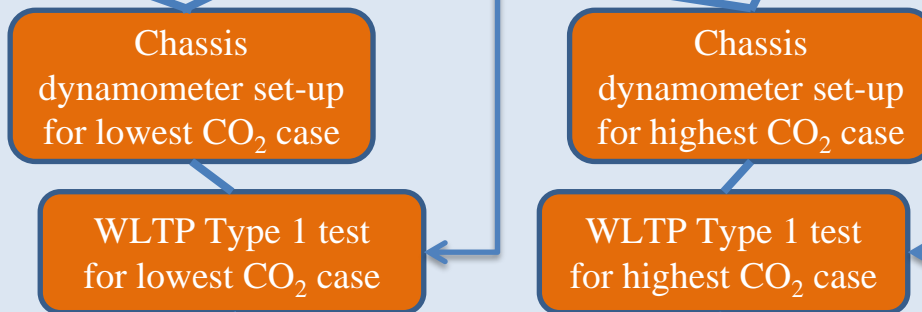 Chassis
dynamometer set-up
for lowest CO₂ case
Chassis
dynamometer set-up
for highest CO₂ case
WLTP Type 1 test
for lowest CO₂ case
WLTP Type 1 test
for highest CO₂ case